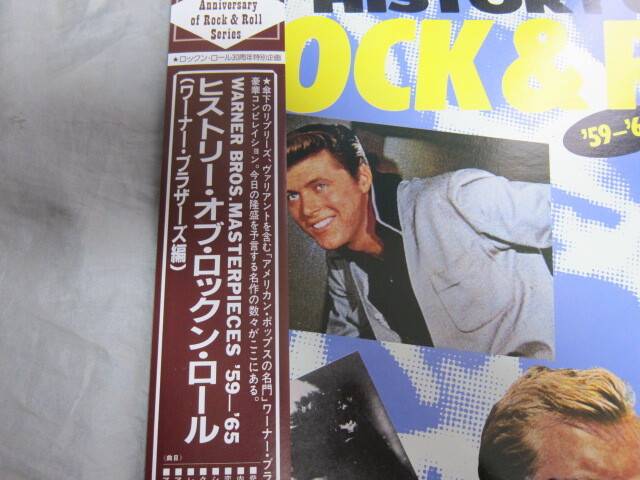 Anniversary
of Rock & Roll
Series
★ロックン・ロール30周年特別企画
★傘下のリプリーズ、ヴァリアントを含む「アメリカン・ポップスの名門」ワーナー・ブラ
豪華コンピレイション。今日の隆盛を予言する名作の数々がここにある。
WARNER BROS. MASTERPIECES '59—'65
ヒストリー・オブ・ロックン・ロール
(ワーナー・ブラザーズ編)
(曲目)
HISTORY O
OCK &
'59—'6